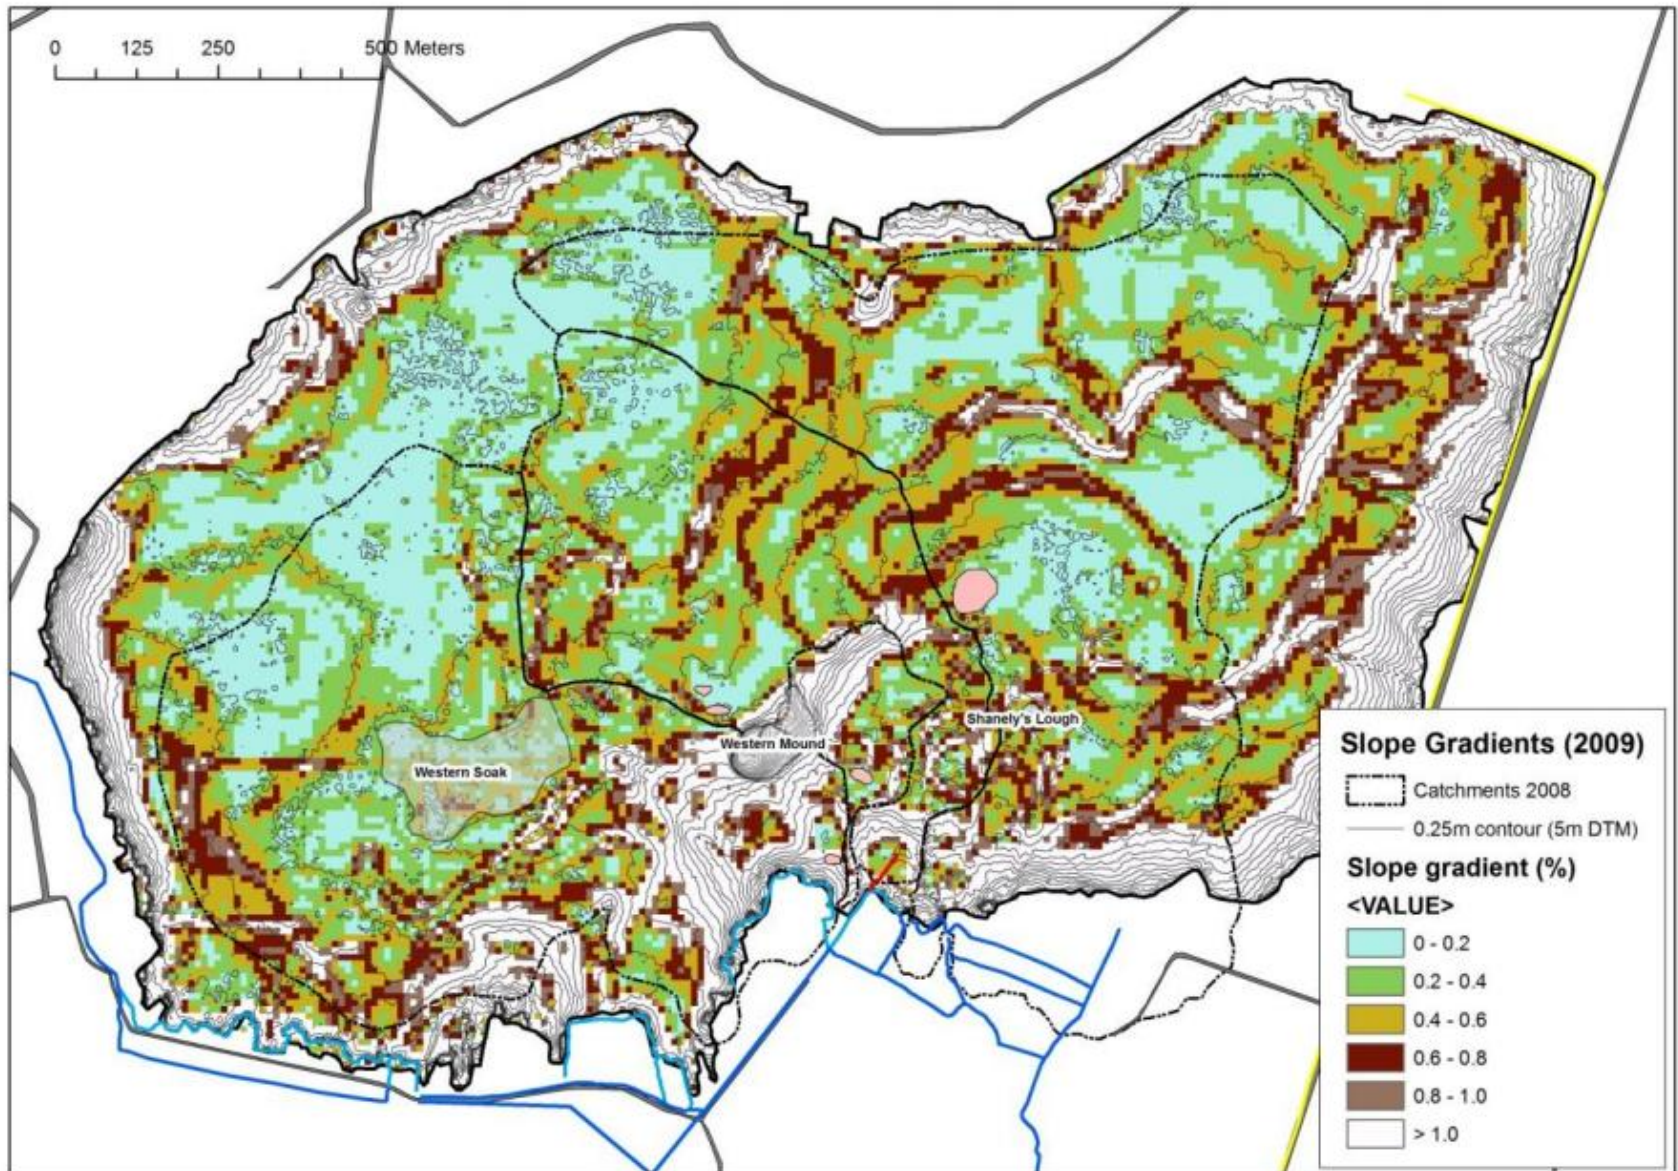 0 125 250 500 Meters
Shanely's Lough
Western Mound
Western Soak
Slope Gradients (2009)
Catchments 2008
0.25m contour (5m DTM)
Slope gradient (%)
<VALUE>
0 - 0.2
0.2 - 0.4
0.4 - 0.6
0.6 - 0.8
0.8 - 1.0
> 1.0